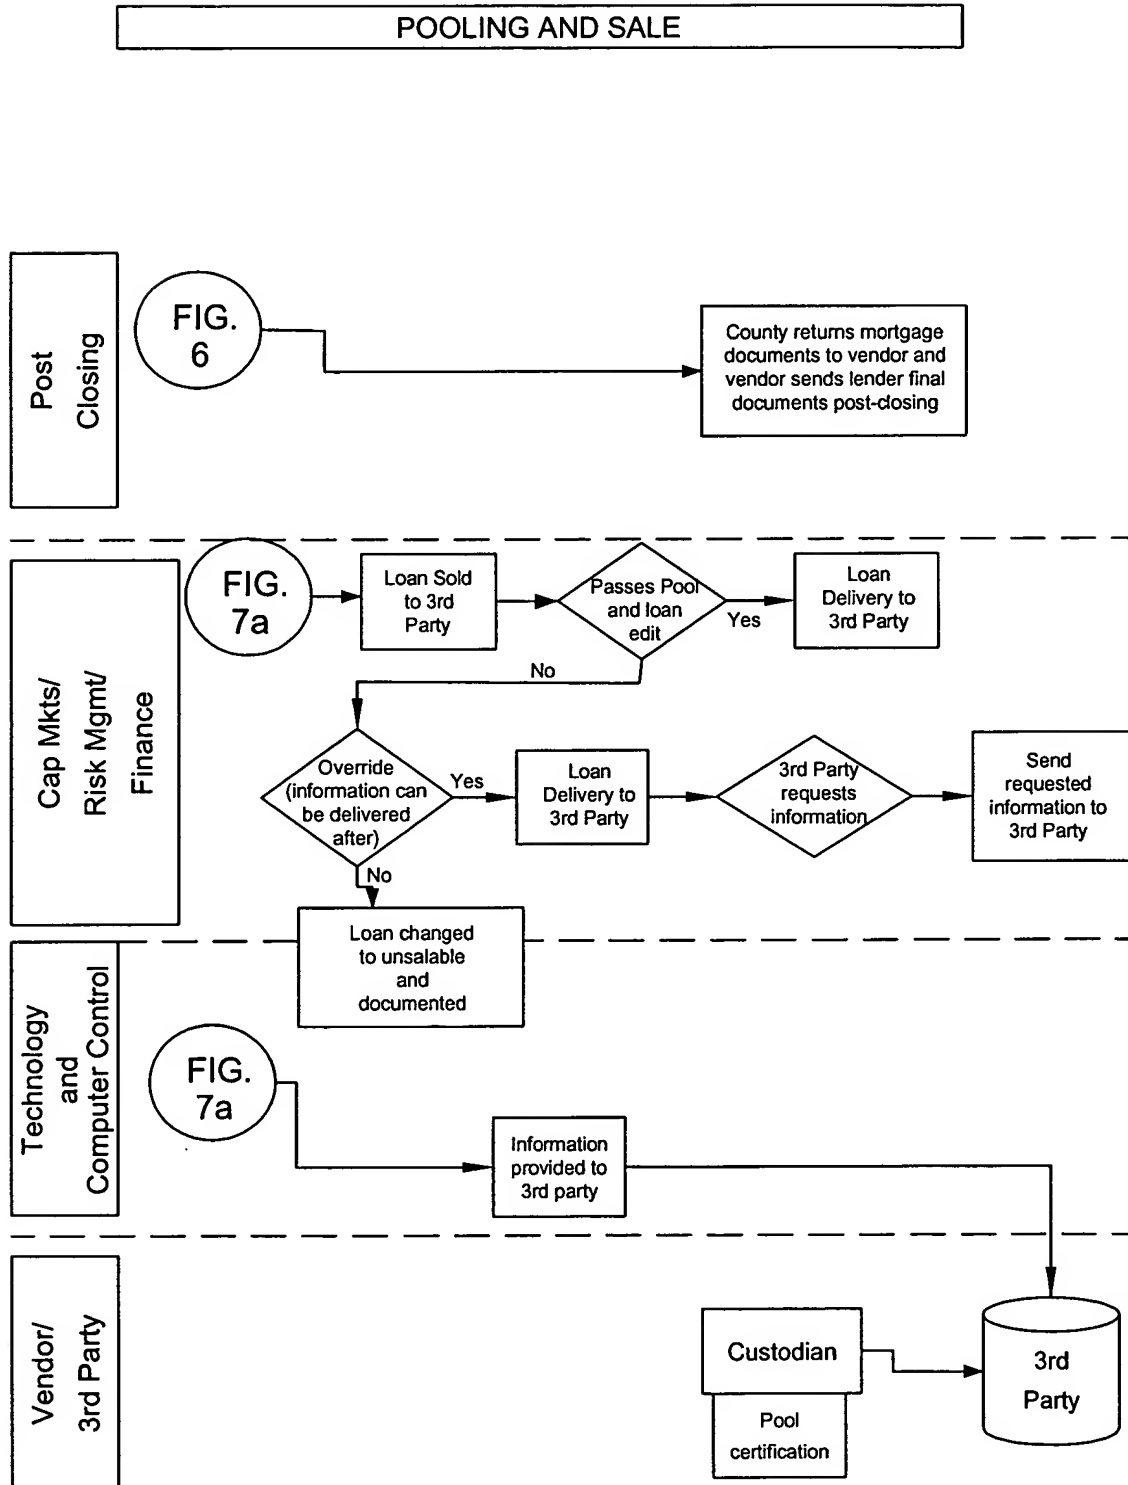 POOLING AND SALE
Post
Closing
FIG.
6
County returns mortgage
documents to vendor and
vendor sends lender final
documents post-closing
Cap Mkts/
Risk Mgmt/
Finance
FIG.
7a
Loan Sold
to 3rd
Party
Passes Pool
and loan
edit
Yes
Loan
Delivery to
3rd Party
No
Override
(information can
be delivered
after)
Yes
Loan
Delivery to
3rd Party
3rd Party
requests
information
Send
requested
information to
3rd Party
No
Loan changed
to unsalable
and
documented
Technology
and
Computer Control
FIG.
7a
Information
provided to
3rd party
Vendor/
3rd Party
Custodian
Pool
certification
3rd
Party